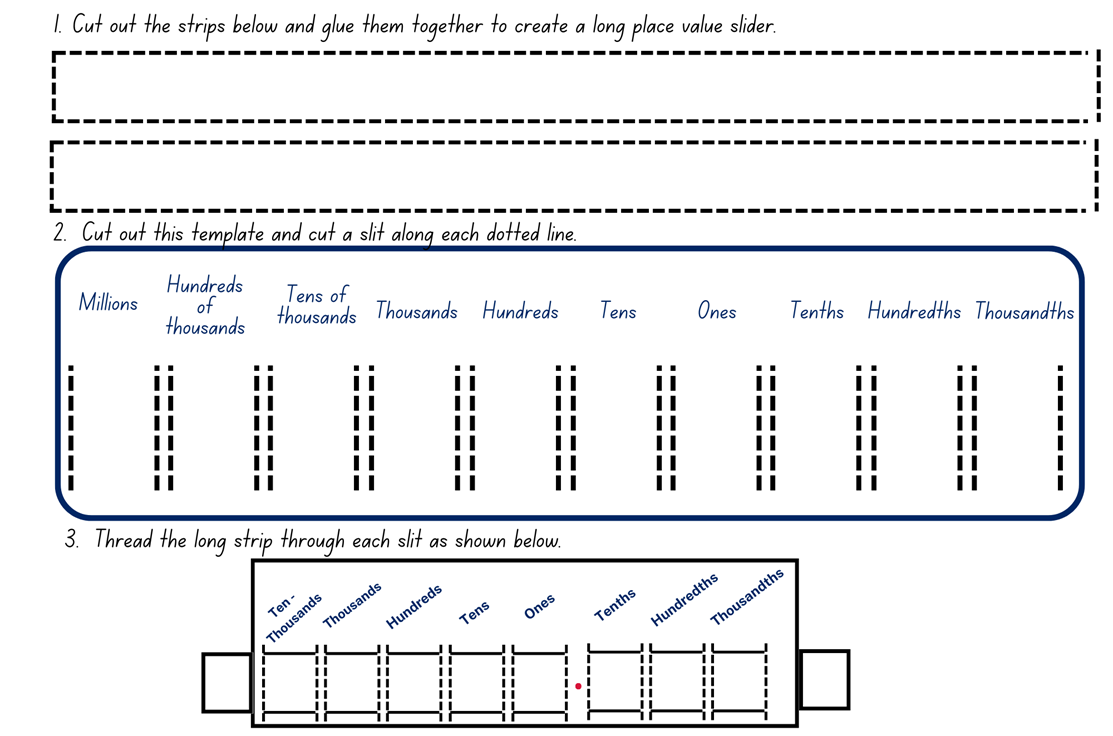 1. Cut out the strips below and glue them together to create a long place value slider.
2. Cut out this template and cut a slit along each dotted line.
Millions
Hundreds
of
thousands
Tens of
thousands
Thousands
Hundreds
Tens
Ones
Tenths
Hundredths
Thousandths
3. Thread the long strip through each slit as shown below.
Ten-
Thousands
Thousands
Hundreds
Tens
Ones
Tenths
Hundredths
Thousandths